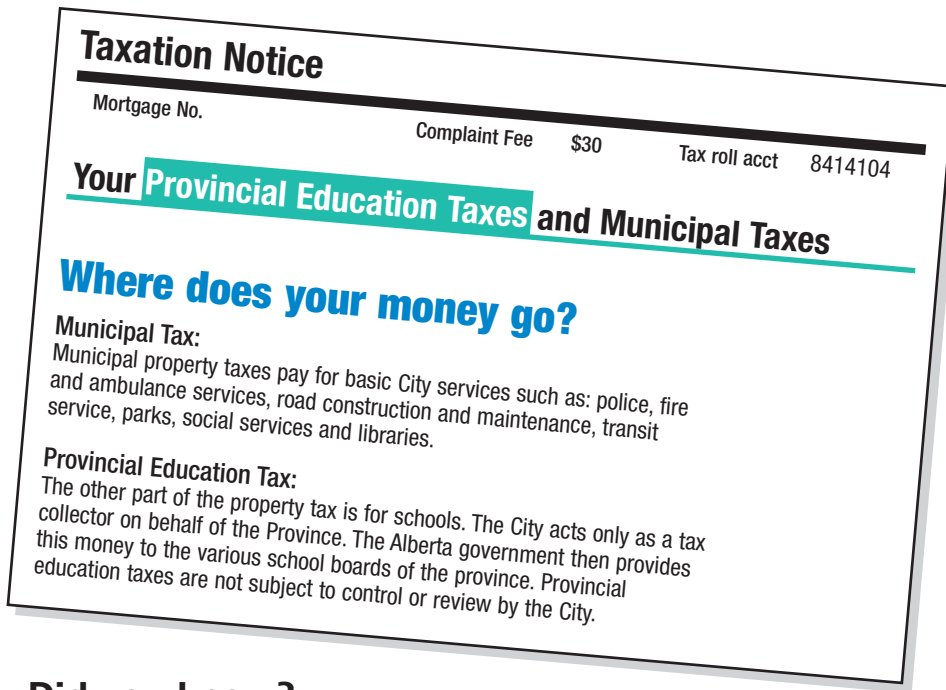 Taxation Notice
Mortgage No. Complaint Fee $30 Tax roll acct 8414104
Your Provincial Education Taxes and Municipal Taxes
Where does your money go?
Municipal Tax:
Municipal property taxes pay for basic City services such as: police, fire
and ambulance services, road construction and maintenance, transit
service, parks, social services and libraries.
Provincial Education Tax:
The other part of the property tax is for schools. The City acts only as a tax
collector on behalf of the Province. The Alberta government then provides
this money to the various school boards of the province. Provincial
education taxes are not subject to control or review by the City.